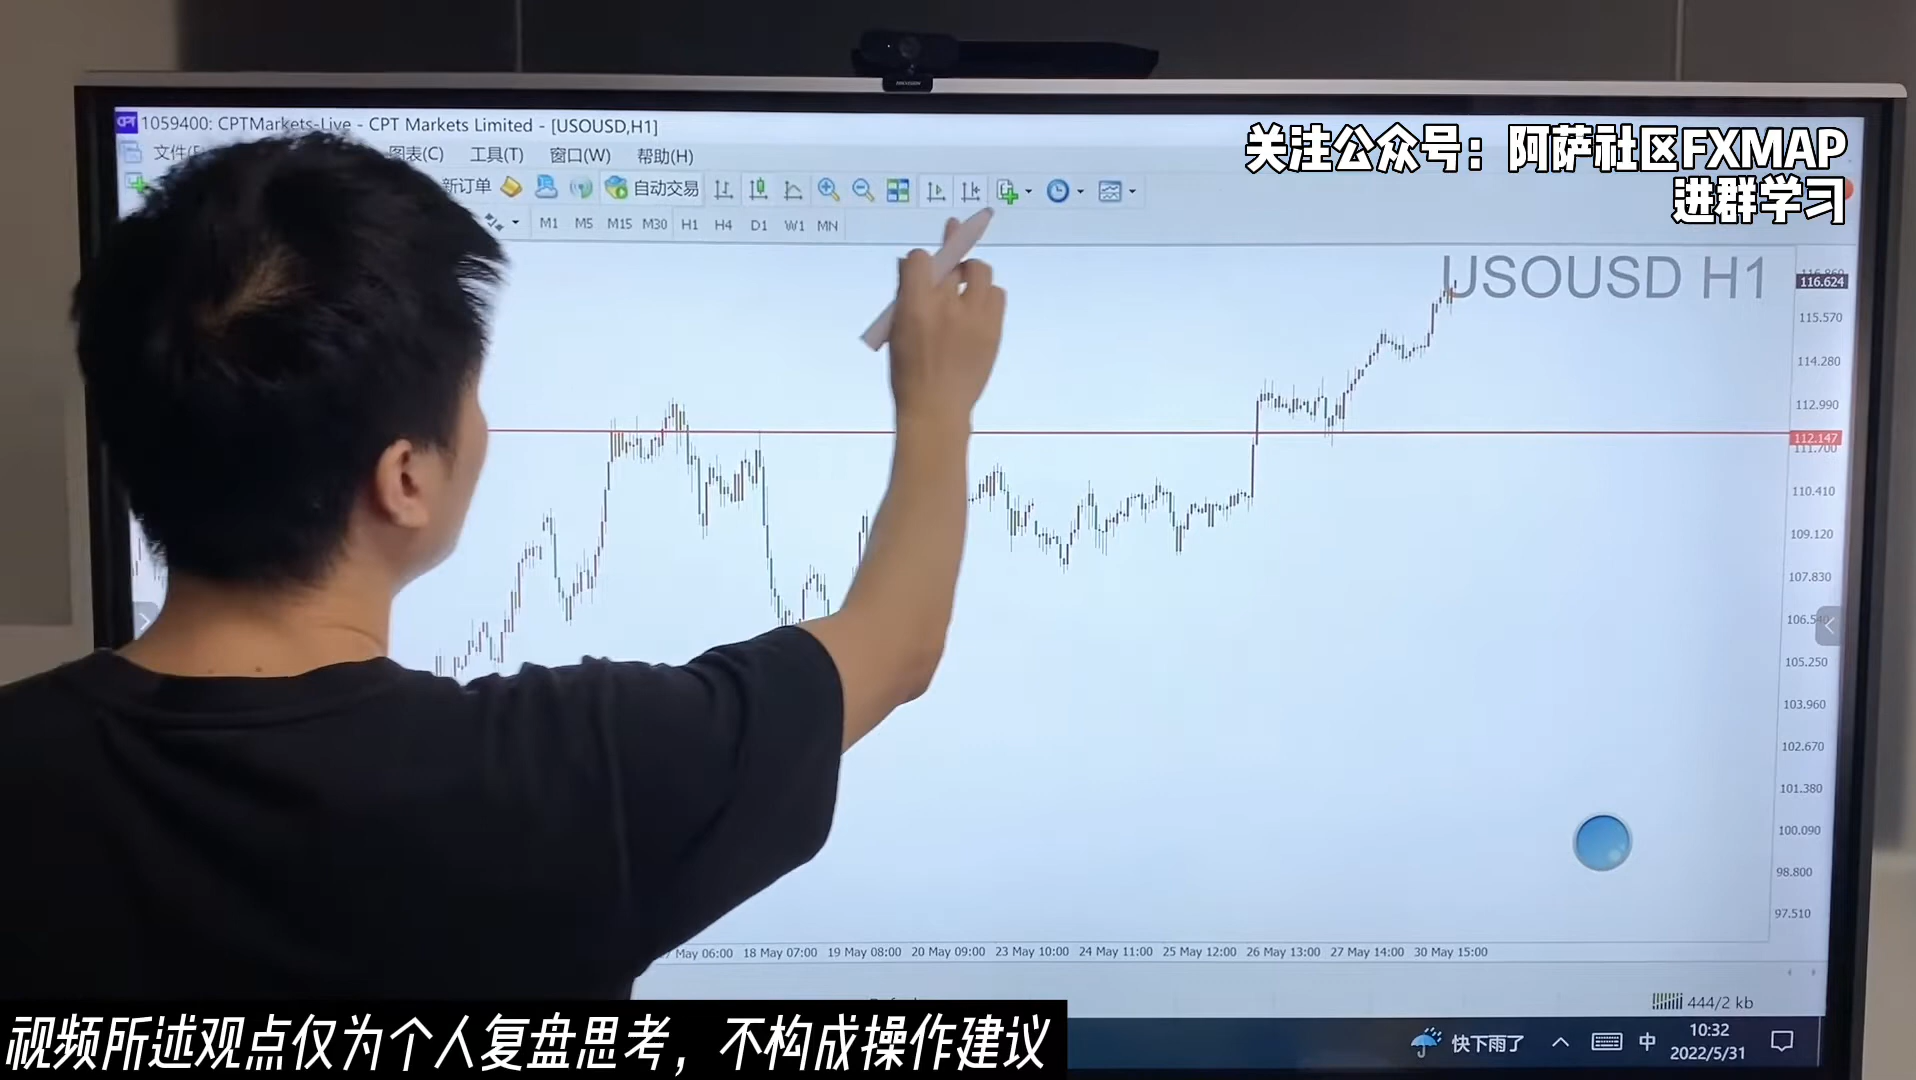 1059400: CPTMarkets-Live - CPT Markets Limited - [USOUSD,H1]
关注公众号：阿萨社区FXMAP
进群学习
文件 图表(C) 工具(T) 窗口(W) 帮助(H)
新订单 自动交易
M1 M5 M15 M30 H1 H4 D1 W1 MN
USOUSD H1
116.624
115.570
114.280
112.990
112.147
111.700
110.410
109.120
107.830
106.540
105.250
103.960
102.670
101.380
100.090
98.800
97.510
May 06:00 18 May 07:00 19 May 08:00 20 May 09:00 23 May 10:00 24 May 11:00 25 May 12:00 26 May 13:00 27 May 14:00 30 May 15:00
444/2 kb
视频所述观点仅为个人复盘思考，不构成操作建议
快下雨了 中 10:32
2022/5/31